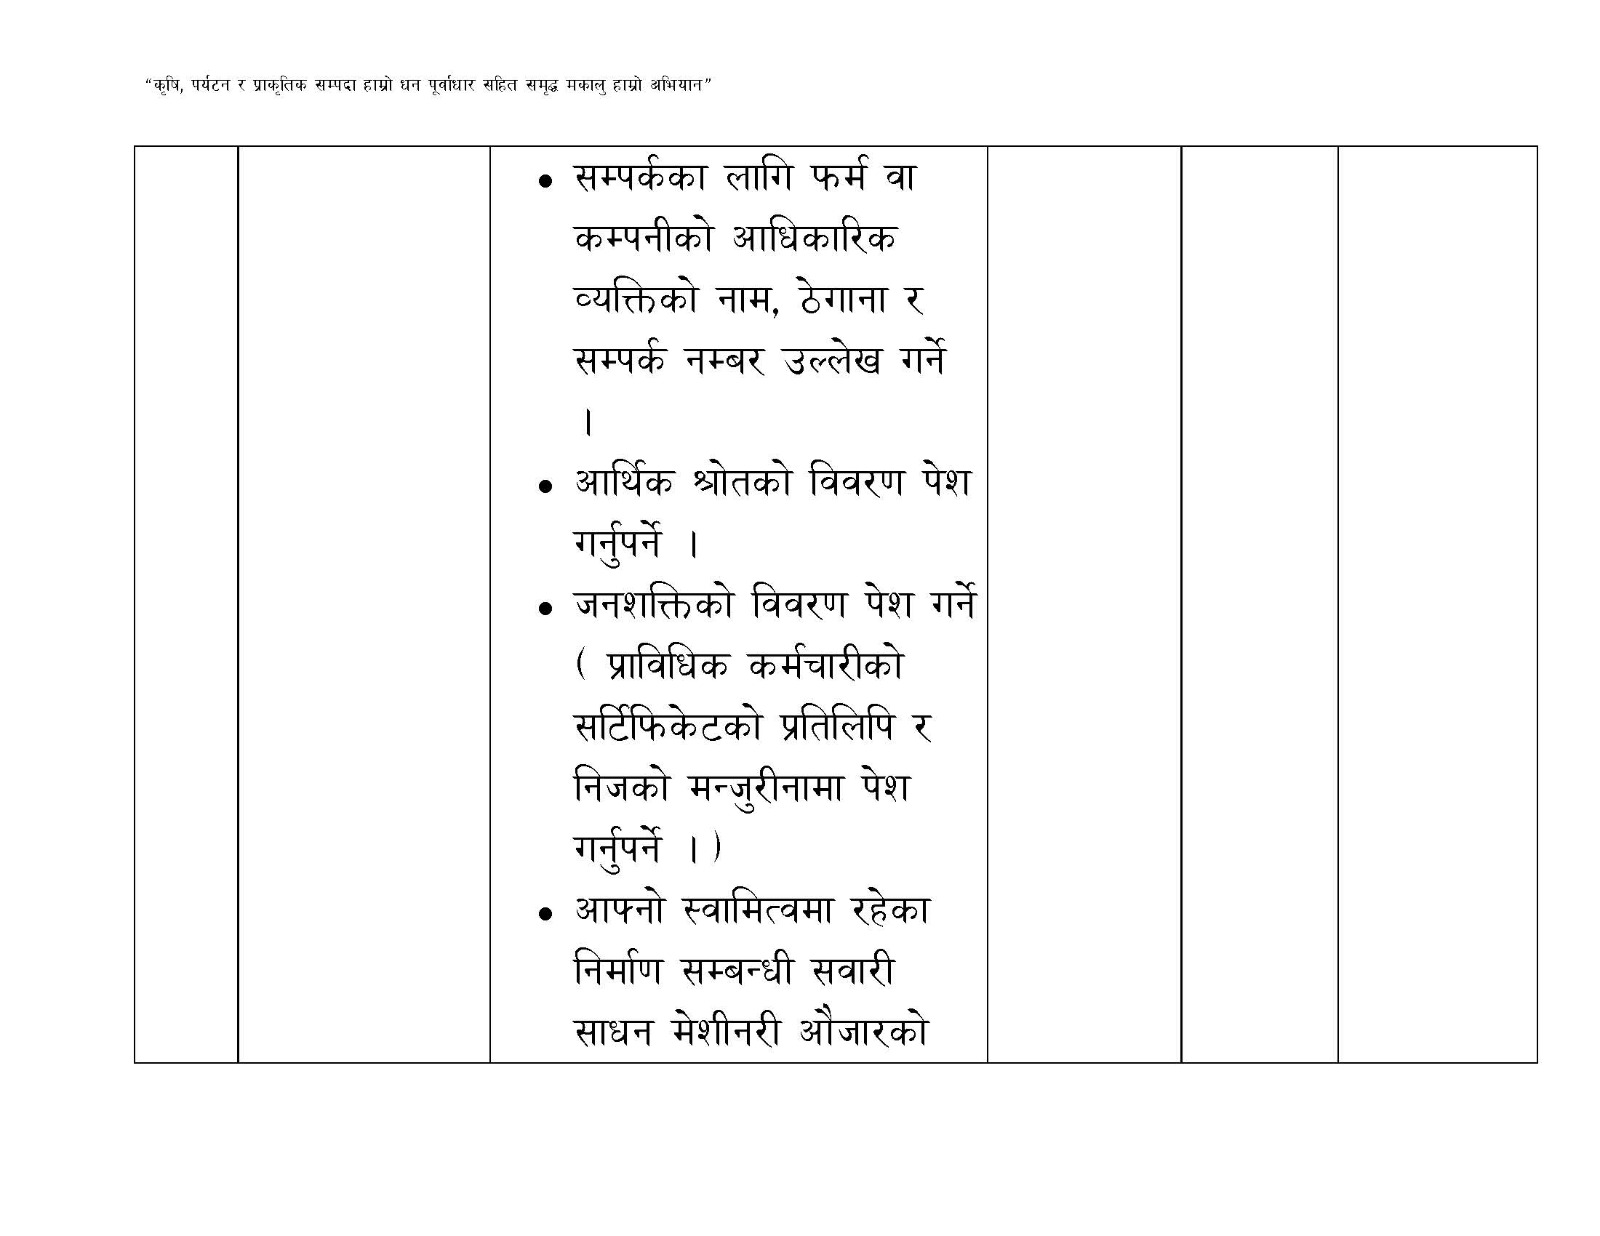 “कृषि, पर्यटन र प्राकृतिक सम्पदा हाम्रो धन पूर्वाधार सहित समृद्ध मकालु हाम्रो अभियान”
• सम्पर्कका लागि फर्म वा
कम्पनीको आधिकारिक
व्यक्तिको नाम, ठेगाना र
सम्पर्क नम्बर उल्लेख गर्ने
।
• आर्थिक श्रोतको विवरण पेश
गर्नुपर्ने ।
• जनशक्तिको विवरण पेश गर्ने
( प्राविधिक कर्मचारीको
सर्टिफिकेटको प्रतिलिपि र
निजको मन्जुरीनामा पेश
गर्नुपर्ने । )
• आफ्नो स्वामित्वमा रहेका
निर्माण सम्बन्धी सवारी
साधन मेशीनरी औजारको